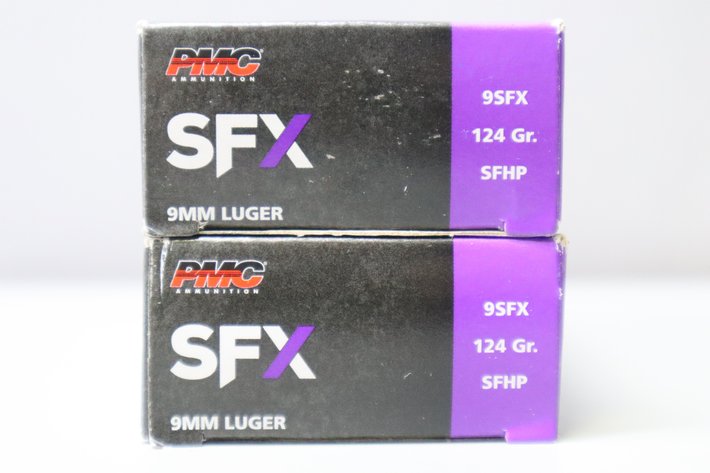 PMC
AMMUNITION
SFX
9MM LUGER
9SFX
124 Gr.
SFHP
PMC
AMMUNITION
SFX
9MM LUGER
9SFX
124 Gr.
SFHP